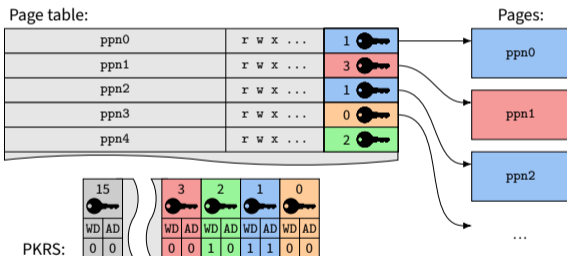 Page table: Pages:
ppn0 r w x ... 1 ppn0
ppn1 r w x ... 3
ppn2 r w x ... 1 ppn1
ppn3 r w x ... 0
ppn4 r w x ... 2 ppn2
15 3 2 1 0
WD AD WD AD WD AD WD AD WD AD
PKRS: 0 0 0 0 1 0 1 1 0 0
...